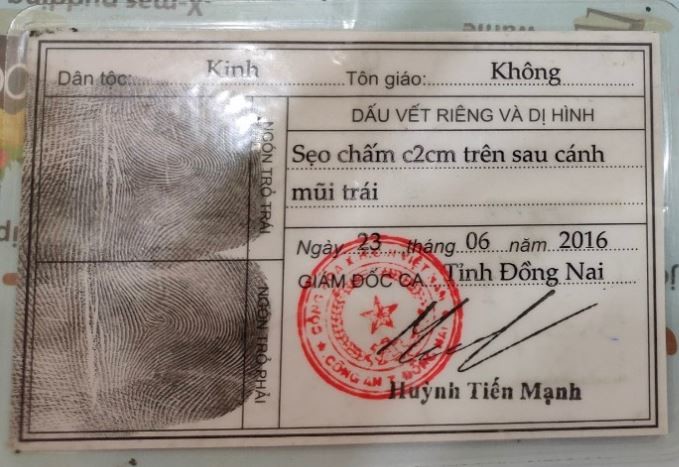 X-mas pudding
Dân tộc: Kinh Tôn giáo: Không
NGÓN TRỎ TRÁI
DẤU VẾT RIÊNG VÀ DỊ HÌNH
Sẹo chấm c2cm trên sau cánh
mũi trái
Ngày 23 tháng 06 năm 2016
GIÁM ĐỐC CA Tỉnh Đồng Nai
NGÓN TRỎ PHẢI
CÔNG AN T. ĐỒNG NAI
Huỳnh Tiến Mạnh